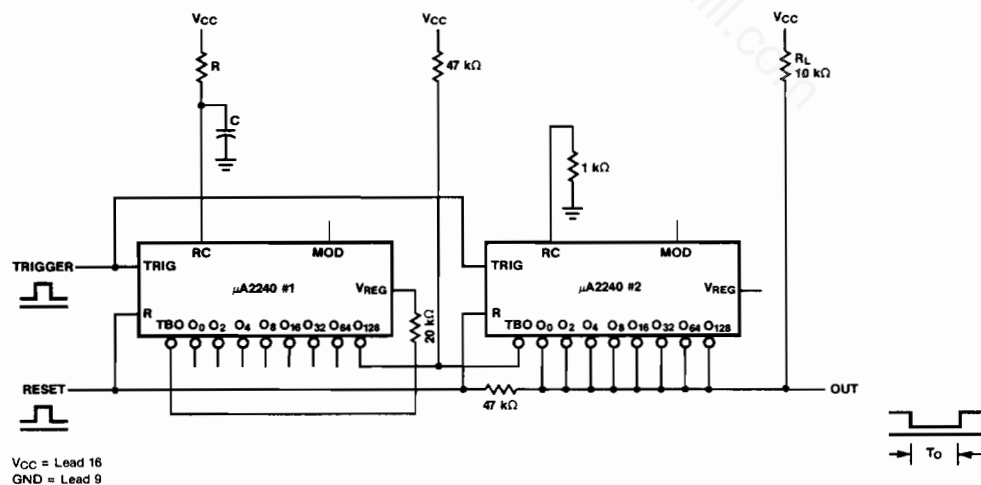 ill.com
VCC
VCC
VCC
R
47 kΩ
RL
10 kΩ
C
1 kΩ
RC
MOD
RC
MOD
TRIGGER
TRIG
μA2240 #1
VREG
TRIG
μA2240 #2
VREG
R
TBO O0 O2 O4 O8 O16 O32 O64 O128
20 kΩ
R
TBO O0 O2 O4 O8 O16 O32 O64 O128
RESET
47 kΩ
OUT
TO
VCC = Lead 16
GND = Lead 9